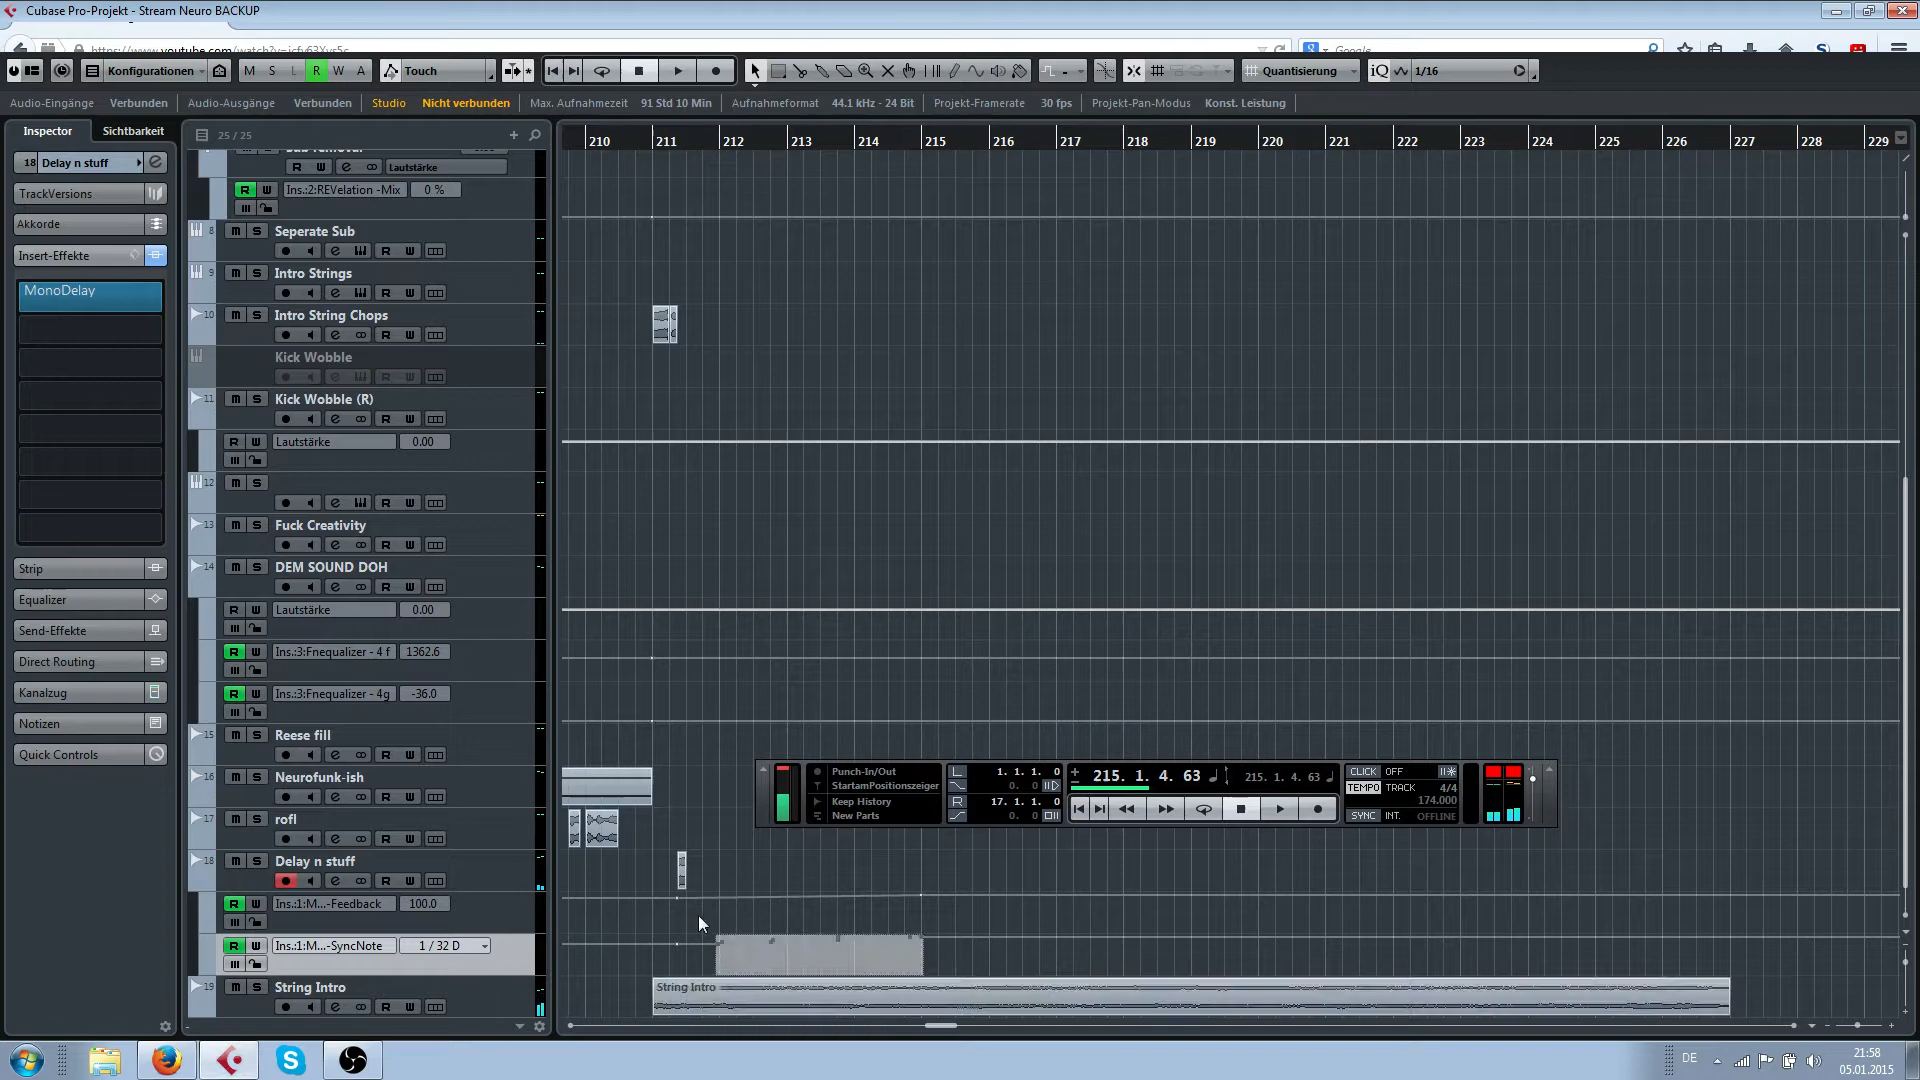 Cubase Pro-Projekt - Stream Neuro BACKUP
https://www.youtube.com/watch?v=
Google
Konfigurationen
M S L R W A
Touch
Quantisierung
iQ
1/16
Audio-Eingänge Verbunden Audio-Ausgänge Verbunden Studio Nicht verbunden Max. Aufnahmezeit 91 Std 10 Min Aufnahmeformat 44.1 kHz - 24 Bit Projekt-Framerate 30 fps Projekt-Pan-Modus Konst. Leistung
Inspector Sichtbarkeit
25 / 25
210 211 212 213 214 215 216 217 218 219 220 221 222 223 224 225 226 227 228 229
18 Delay n stuff
TrackVersions
Akkorde
Insert-Effekte
MonoDelay
Strip
Equalizer
Send-Effekte
Direct Routing
Kanalzug
Notizen
Quick Controls
R W e Lautstärke
R W Ins.:2:REVelation -Mix 0 %
8 m S Seperate Sub
R W
9 m S Intro Strings
R W
10 m S Intro String Chops
R W
Kick Wobble
R W
11 m S Kick Wobble (R)
R W
R W Lautstärke 0.00
12 m S
R W
13 m S Fuck Creativity
R W
14 m S DEM SOUND DOH
R W
R W Lautstärke 0.00
R W Ins.:3:Fnequalizer - 4 f 1362.6
R W Ins.:3:Fnequalizer - 4g -36.0
15 m S Reese fill
R W
16 m S Neurofunk-ish
R W
17 m S rofl
R W
18 m S Delay n stuff
R W
R W Ins.:1:M...-Feedback 100.0
R W Ins.:1:M...-SyncNote 1 / 32 D
19 m S String Intro
R W
String Intro
Punch-In/Out
StartamPositionszeiger
Keep History
New Parts
L 1. 1. 1. 0
0. 0
R 17. 1. 1. 0
0. 0
215. 1. 4. 63
215. 1. 4. 63
CLICK OFF
TEMPO TRACK 4/4
174.000
SYNC INT. OFFLINE
DE
21:58
05.01.2015